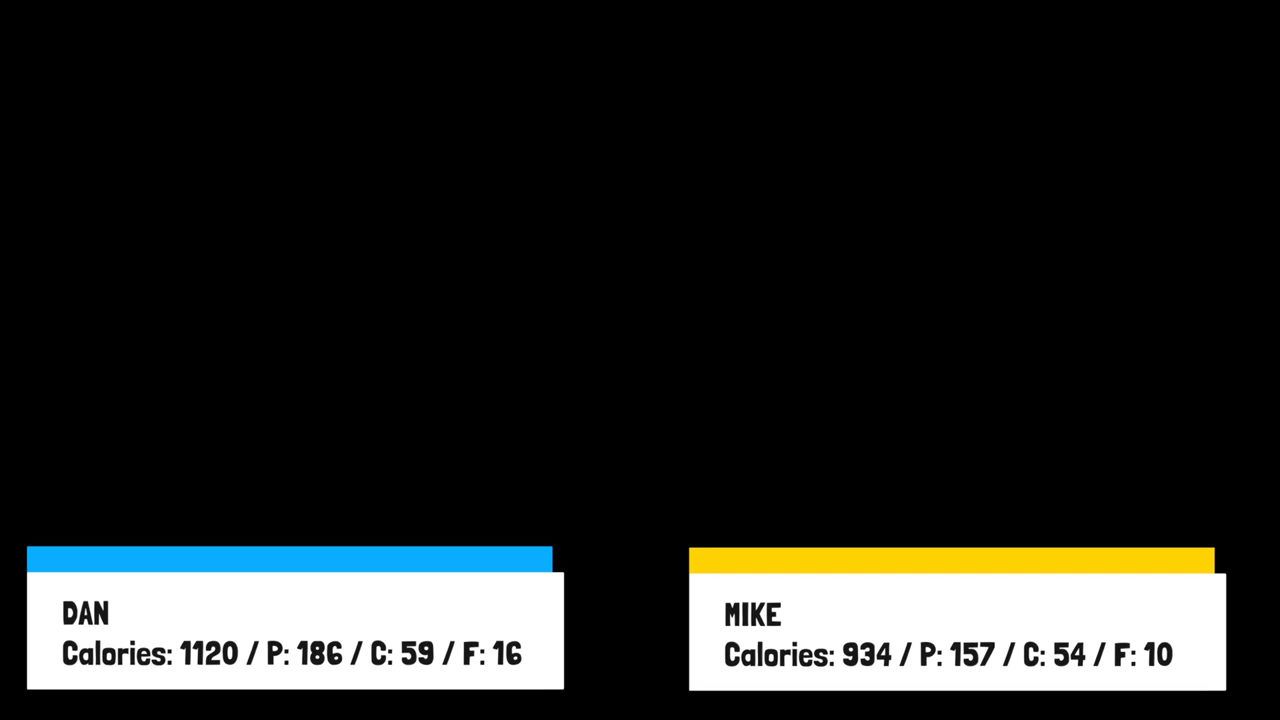 DAN
Calories: 1120 / P: 186 / C: 59 / F: 16
MIKE
Calories: 934 / P: 157 / C: 54 / F: 10